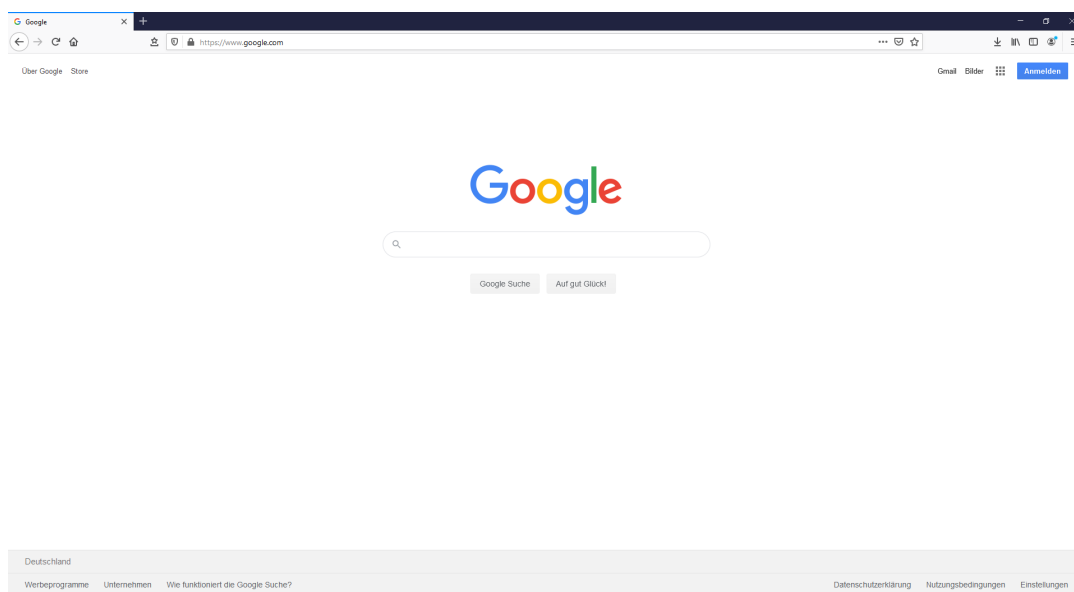 Google
https://www.google.com
Über Google Store
Gmail Bilder Anmelden
Google
Google Suche Auf gut Glück!
Deutschland
Werbeprogramme Unternehmen Wie funktioniert die Google Suche?
Datenschutzerklärung Nutzungsbedingungen Einstellungen